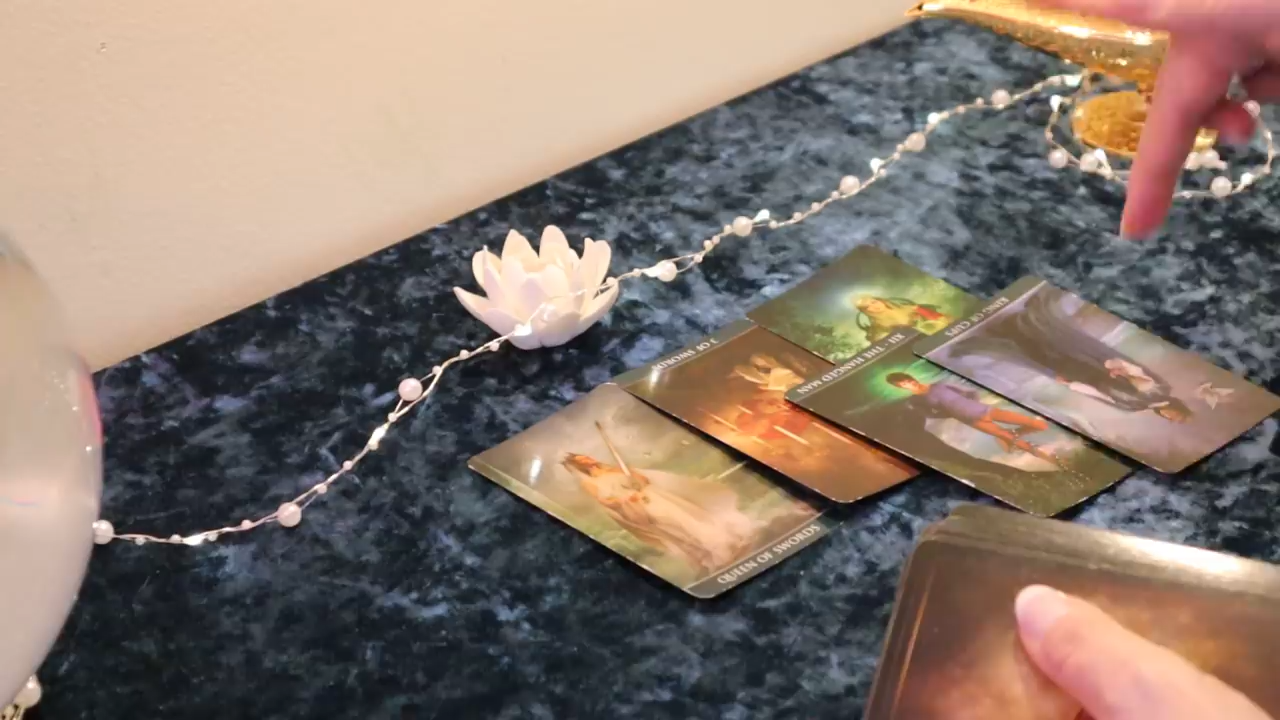 QUEEN OF SWORDS
3 OF SWORDS
XII · THE HANGED MAN
KING OF CUPS